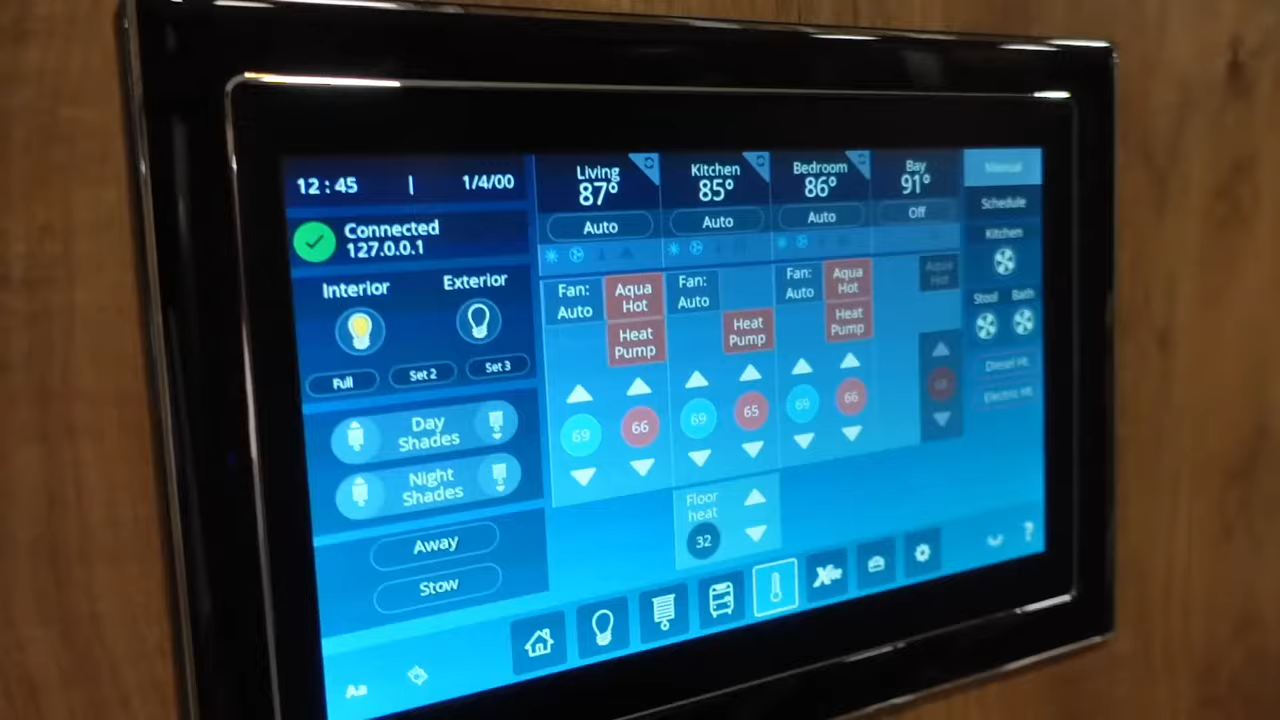 12:45 | 1/4/00
Connected
127.0.0.1
Interior
Exterior
Full
Set 2
Set 3
Day
Shades
Night
Shades
Away
Stow
Aa
Living
87°
Auto
Kitchen
85°
Auto
Bedroom
86°
Auto
Bay
91°
Off
Fan:
Auto
Aqua
Hot
Heat
Pump
69
66
Fan:
Auto
Heat
Pump
69
65
Fan:
Auto
Aqua
Hot
Heat
Pump
69
66
Aqua
Hot
68
Floor
heat
32
Manual
Schedule
Kitchen
Stool
Bath
Diesel Ht.
Electric Ht.
?